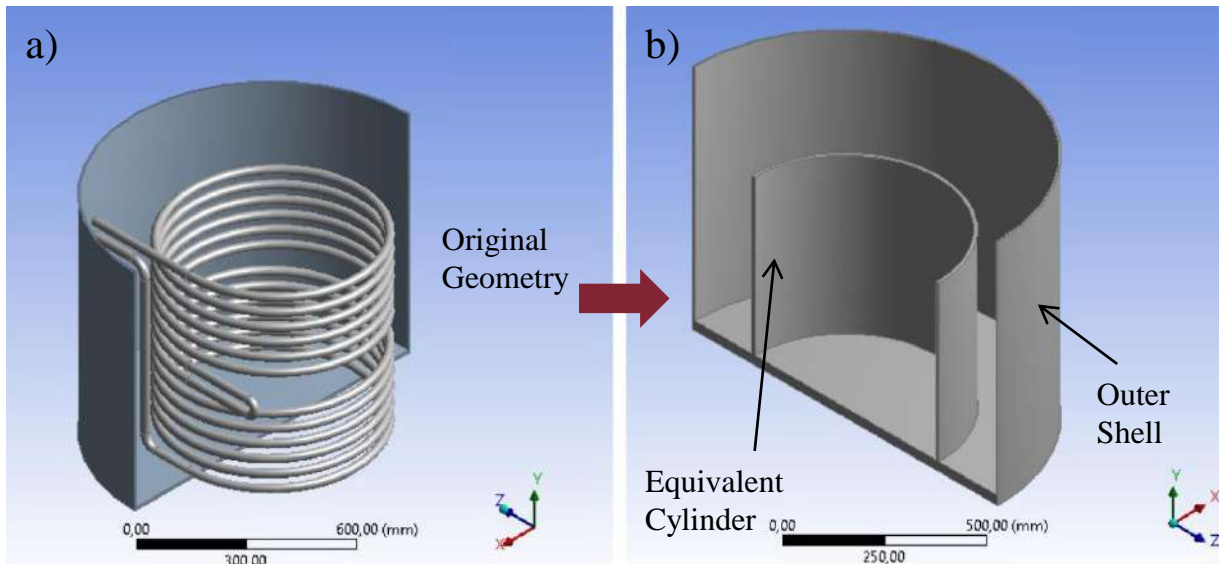 a)
Original
Geometry
Z
Y
X
0,00
600,00 (mm)
300,00
b)
Equivalent
Cylinder
Outer
Shell
0,00
500,00 (mm)
250,00
Y
X
Z